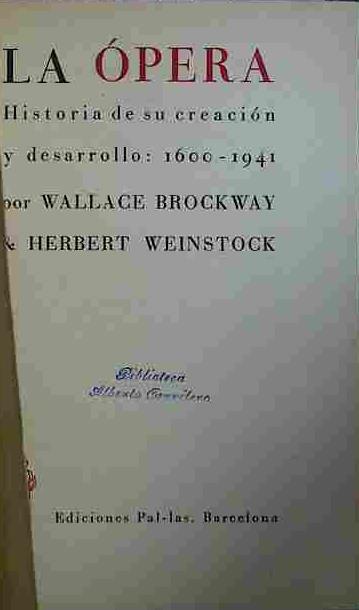 LA ÓPERA
Historia de su creación
y desarrollo: 1600-1941
por WALLACE BROCKWAY
& HERBERT WEINSTOCK
Biblioteca
Alberto
Ediciones Pal-las. Barcelona